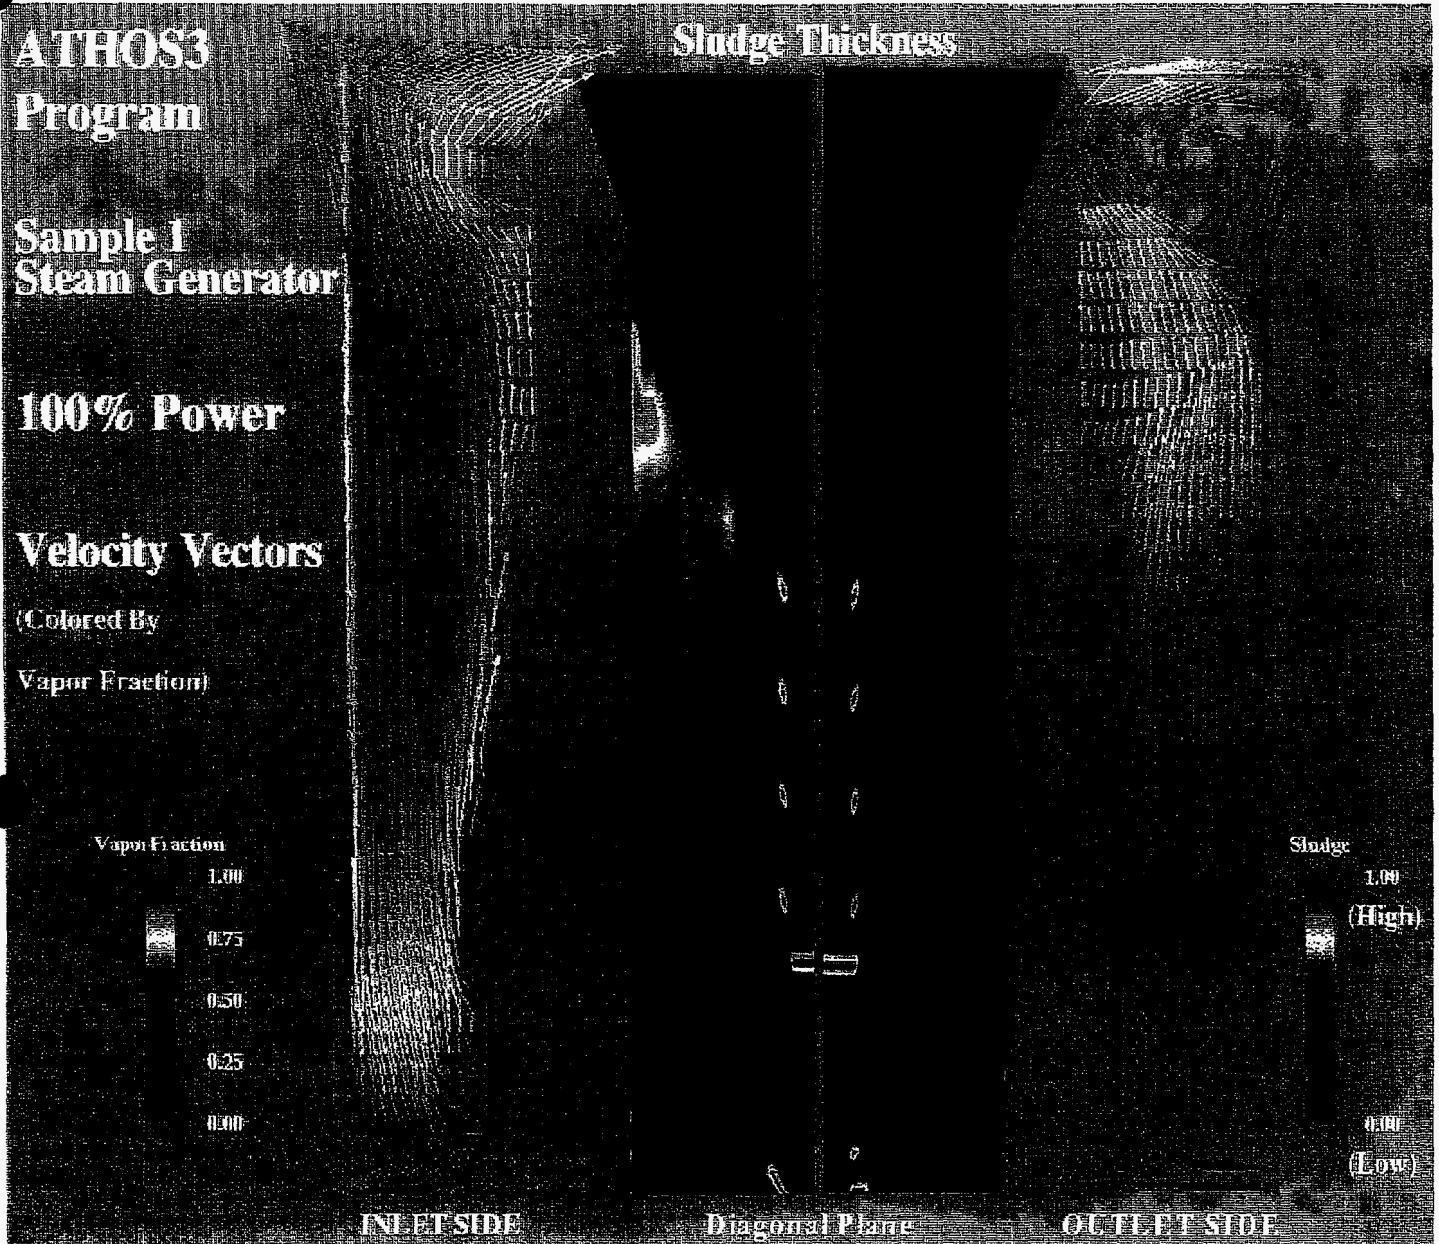 ATHOS3
Program
Sludge Thickness
Sample 1
Steam Generator
100% Power
Velocity Vectors
(Colored By
Vapor Fraction)
Vapor Fraction
1.00
0.75
0.50
0.25
0.00
Sludge
1.00
(High)
0.00
(Low)
INLET SIDE
Diagonal Plane
OUTLET SIDE